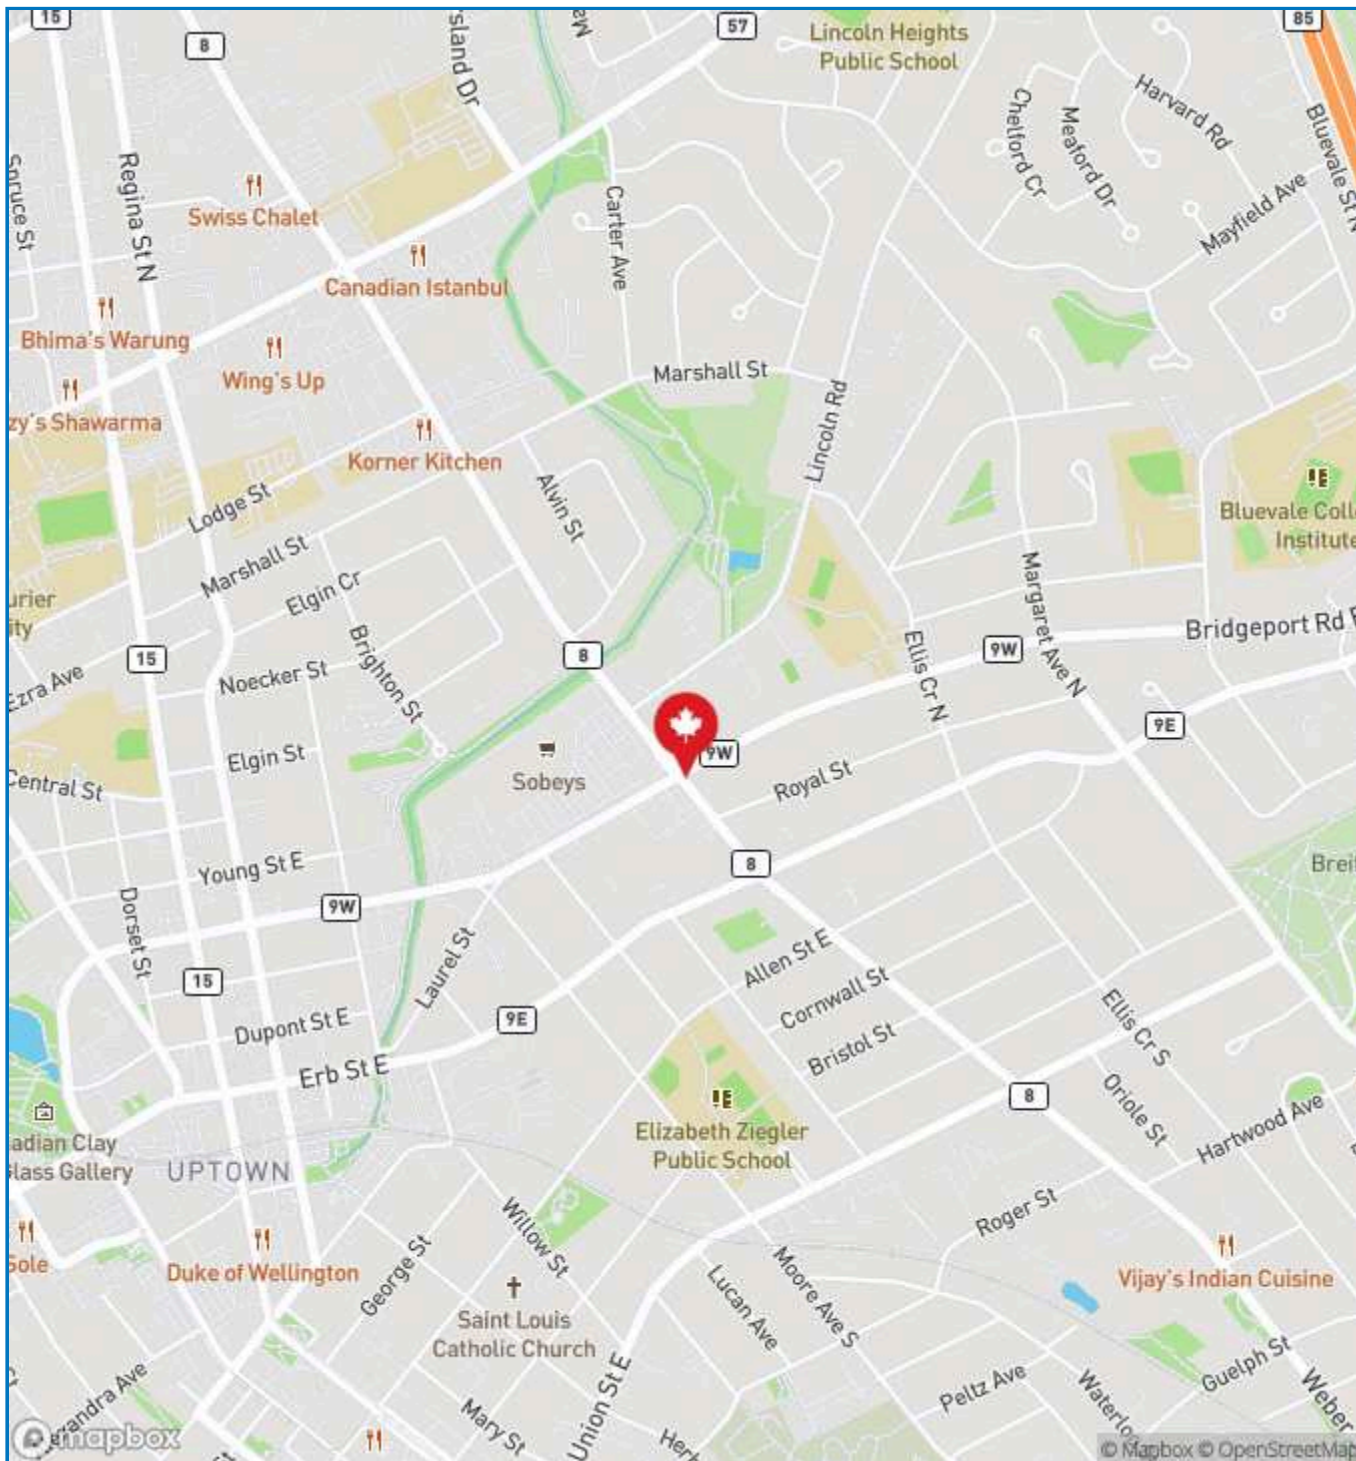 15
8
57
85
Lincoln Heights
Public School
Harvard Rd
Chelford Cr
Meaford Dr
Bluevale St N
Spruce St
Regina St N
Swiss Chalet
Carter Ave
Mayfield Ave
Canadian Istanbul
Bhima's Warung
Wing's Up
Marshall St
Lincoln Rd
zy's Shawarma
Korner Kitchen
Lodge St
Alvin St
Bluevale Colle
Institute
Marshall St
Elgin Cr
Margaret Ave N
Bridgeport Rd E
urier
ity
15
8
Ellis Cr N
9W
Ezra Ave
Noecker St
Brighton St
9W
9E
Elgin St
Sobeys
Central St
Royal St
Young St E
8
Breit
9W
Dorset St
Laurel St
Allen St E
15
Cornwall St
9E
Dupont St E
Bristol St
Ellis Cr S
Erb St E
8
Oriole St
Hartwood Ave
adian Clay
Glass Gallery
UPTOWN
Elizabeth Ziegler
Public School
Willow St
Roger St
Sole
Duke of Wellington
George St
Moore Ave S
Vijay's Indian Cuisine
Lucan Ave
Saint Louis
Catholic Church
Union St E
Guelph St
Peltz Ave
Waterloo
Weber
exandra Ave
Mary St
mapbox
© Mapbox © OpenStreetMap